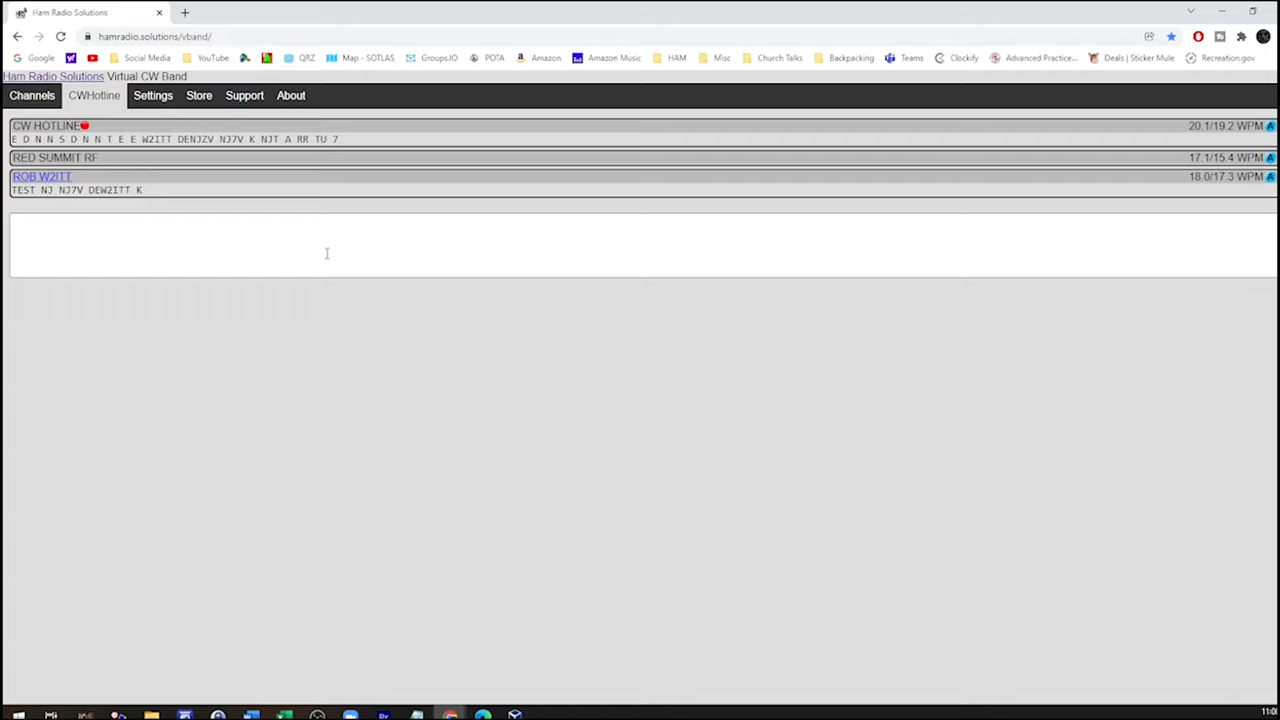 Ham Radio Solutions
hamradio.solutions/vband/
Google Social Media YouTube QRZ Map - SOTLAS Groups.IO POTA Amazon Amazon Music HAM Misc Church Talks Backpacking Teams Clockify Advanced Practice... Deals | Sticker Mule Recreation.gov
Ham Radio Solutions Virtual CW Band
Channels CWHotline Settings Store Support About
CW HOTLINE 20.1/19.2 WPM A
E D N N S D N N T E E W2ITT DENJZV NJ7V K NJT A RR TU 7
RED SUMMIT RF 17.1/15.4 WPM A
ROB W2ITT 18.0/17.3 WPM A
TEST NJ NJ7V DEW2ITT K